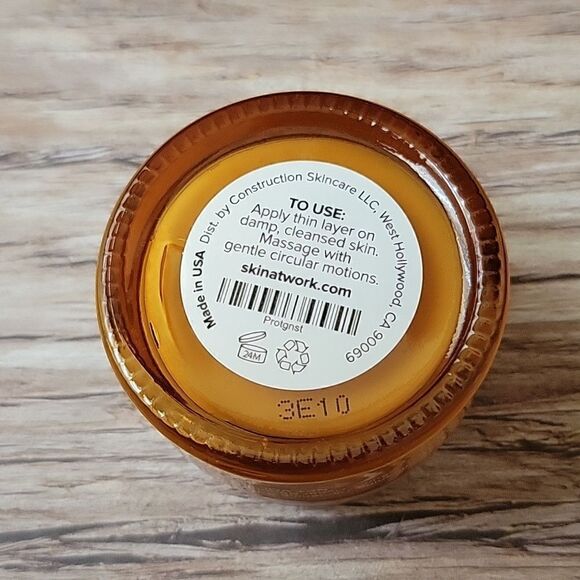 Made in USA Dist. by Construction Skincare LLC, West Hollywood, CA 90069
TO USE:
Apply thin layer on
damp, cleansed skin.
Massage with
gentle circular motions.
skinatwork.com
Protgnst
24M
3E10